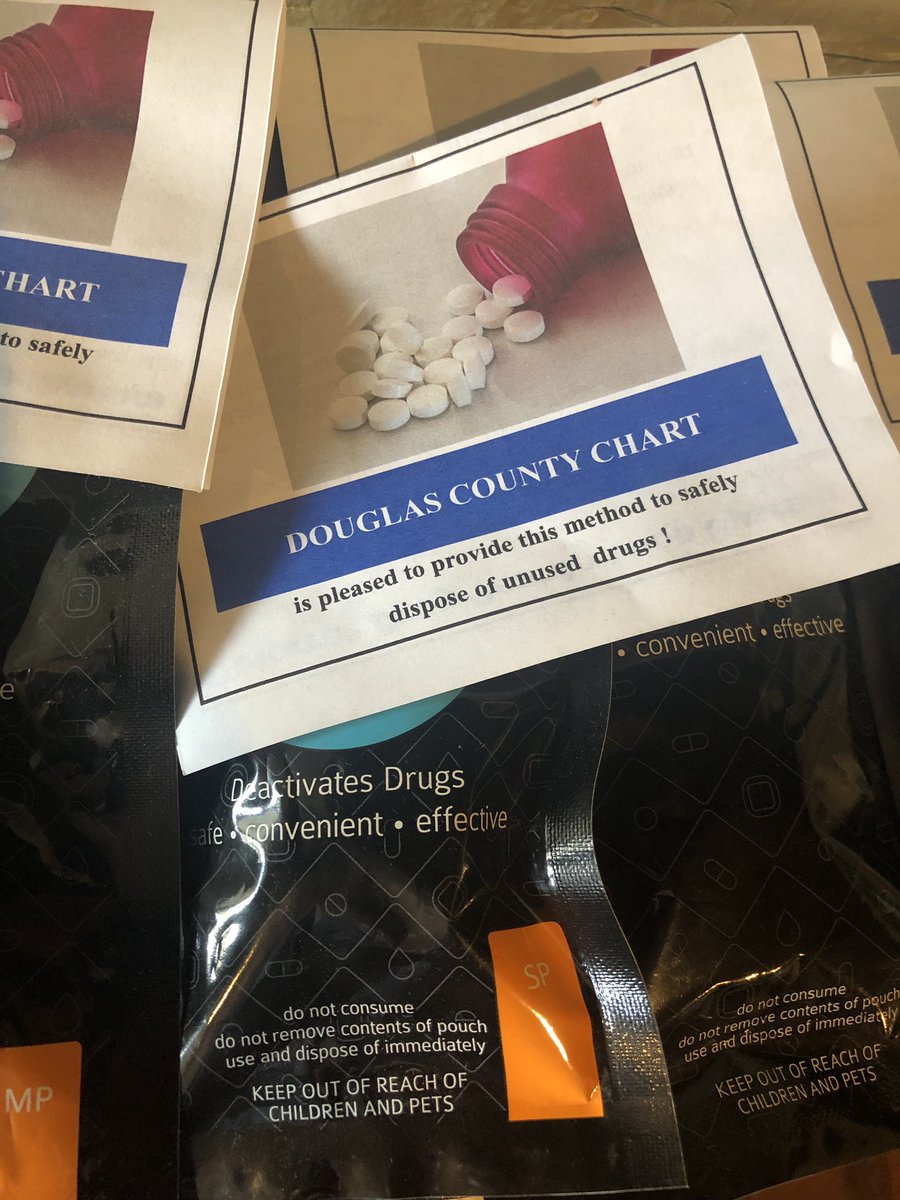 CHART
to safely
DOUGLAS COUNTY CHART
is pleased to provide this method to safely
dispose of unused drugs !
Deactivates Drugs
safe • convenient • effective
do not consume
do not remove contents of pouch
use and dispose of immediately
KEEP OUT OF REACH OF
CHILDREN AND PETS
SP
MP
• convenient • effective
do not consume
do not remove contents of pouch
use and dispose of immediately
KEEP OUT OF REACH OF
CHILDREN AND PETS